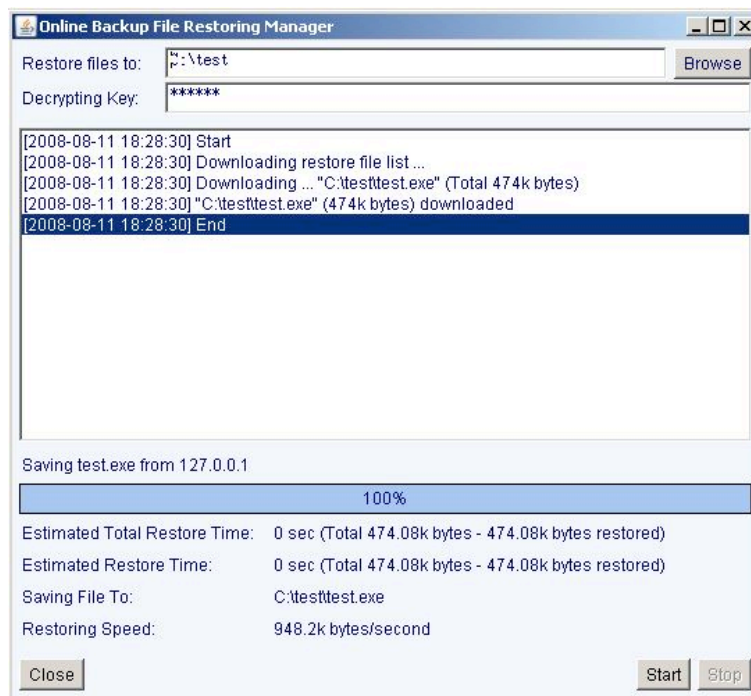 Online Backup File Restoring Manager
Restore files to: C:\test Browse
Decrypting Key: ******
[2008-08-11 18:28:30] Start
[2008-08-11 18:28:30] Downloading restore file list ...
[2008-08-11 18:28:30] Downloading ... "C:\test\test.exe" (Total 474k bytes)
[2008-08-11 18:28:30] "C:\test\test.exe" (474k bytes) downloaded
[2008-08-11 18:28:30] End
Saving test.exe from 127.0.0.1
100%
Estimated Total Restore Time: 0 sec (Total 474.08k bytes - 474.08k bytes restored)
Estimated Restore Time: 0 sec (Total 474.08k bytes - 474.08k bytes restored)
Saving File To: C:\test\test.exe
Restoring Speed: 948.2k bytes/second
Close Start Stop